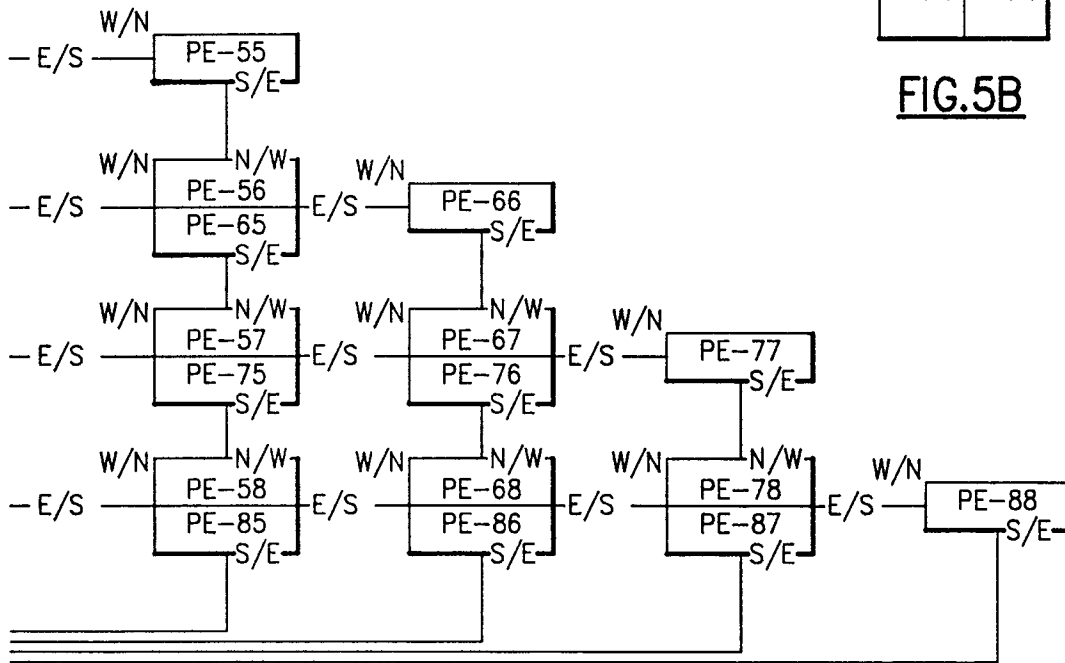 W/N
E/S PE-55
S/E
FIG.5B
W/N N/W W/N
PE-56
E/S E/S PE-66
PE-65
S/E S/E
W/N N/W W/N N/W W/N
PE-57 PE-67
E/S E/S E/S PE-77
PE-75 PE-76
S/E S/E S/E
W/N N/W W/N N/W W/N N/W W/N
PE-58 PE-68 PE-78
E/S E/S E/S E/S PE-88
PE-85 PE-86 PE-87
S/E S/E S/E S/E